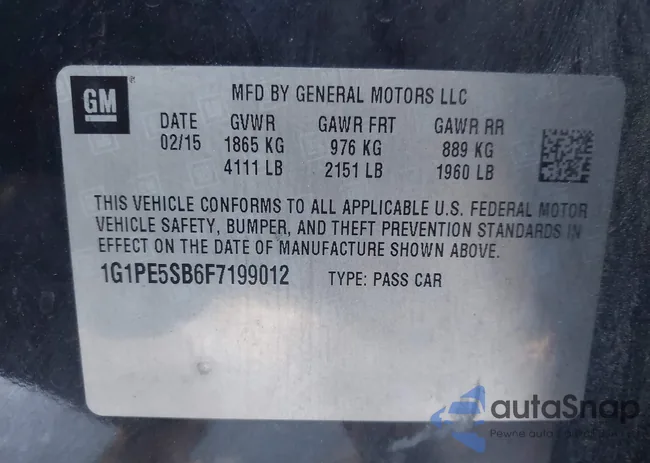 GM
MFD BY GENERAL MOTORS LLC
DATE GVWR GAWR FRT GAWR RR
02/15 1865 KG 976 KG 889 KG
4111 LB 2151 LB 1960 LB
THIS VEHICLE CONFORMS TO ALL APPLICABLE U.S. FEDERAL MOTOR
VEHICLE SAFETY, BUMPER, AND THEFT PREVENTION STANDARDS IN
EFFECT ON THE DATE OF MANUFACTURE SHOWN ABOVE.
1G1PE5SB6F7199012 TYPE: PASS CAR
autaSnap
Pewne auto